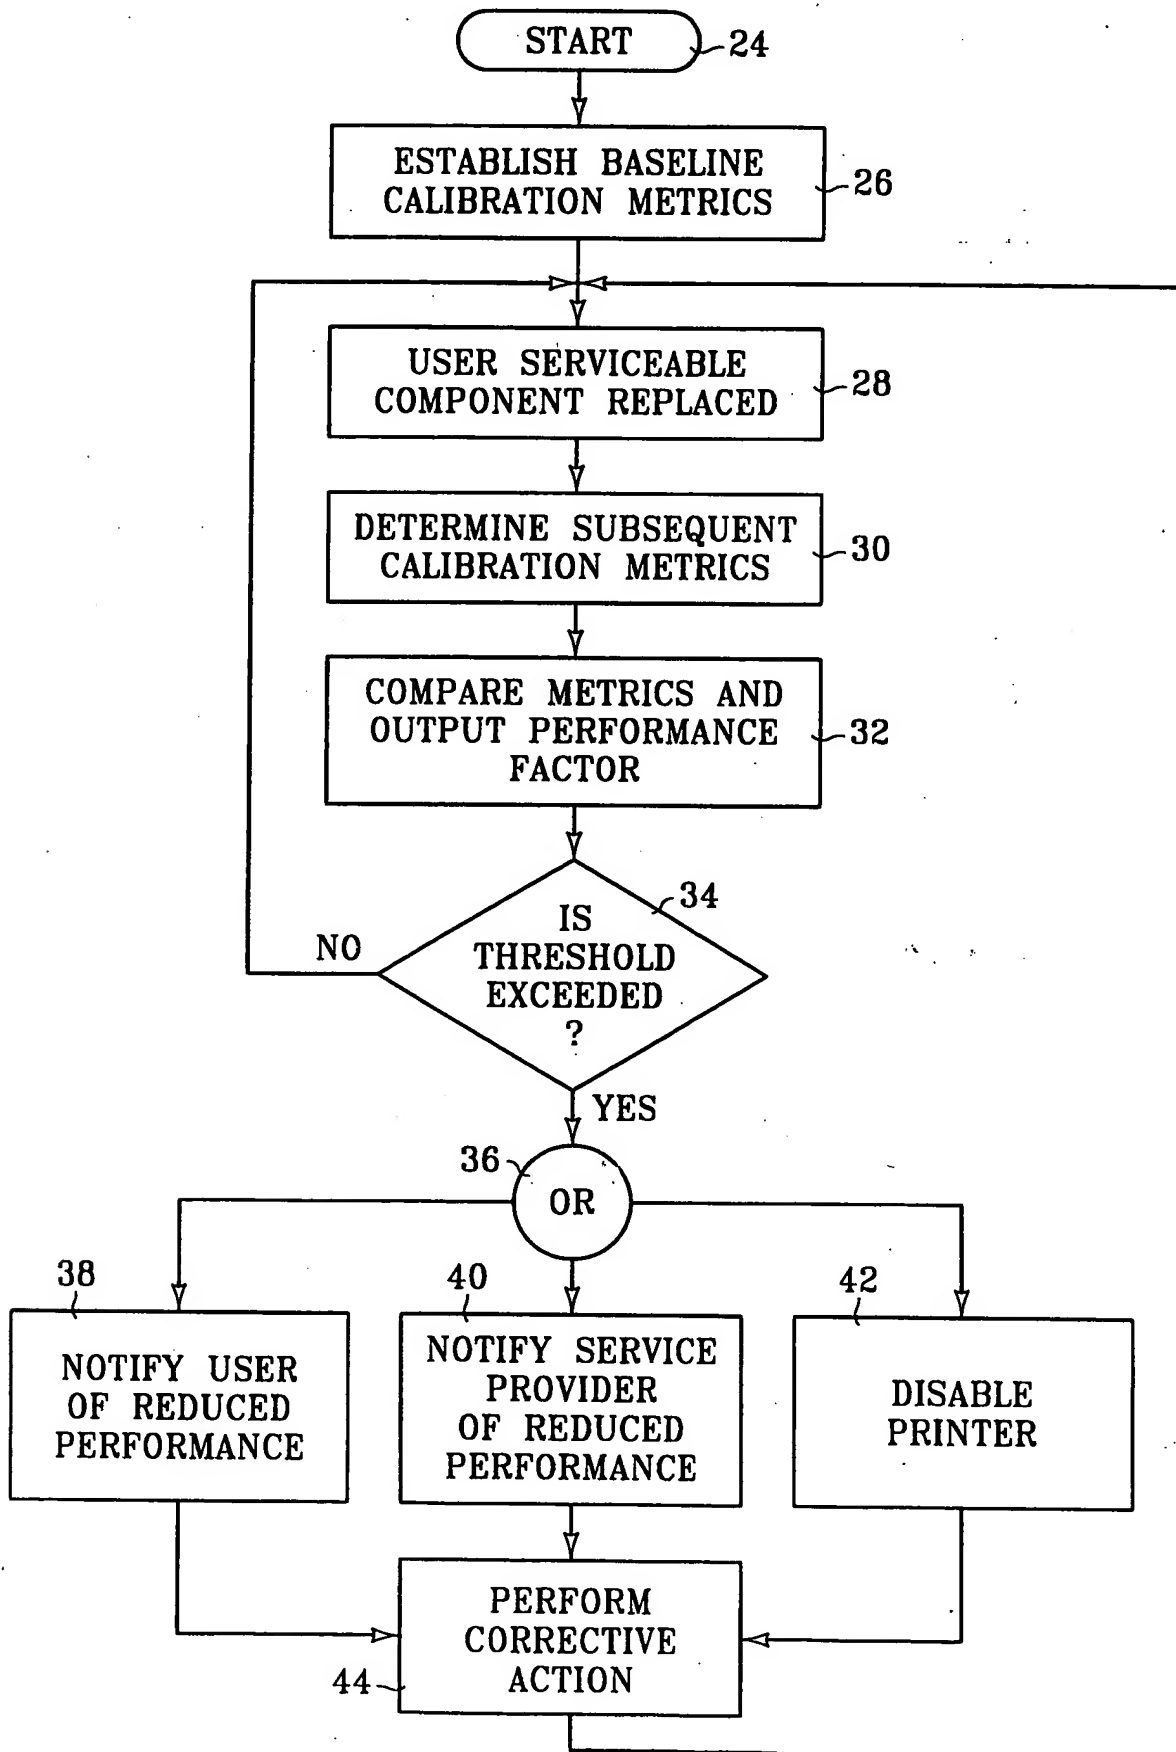 START
24
ESTABLISH BASELINE
CALIBRATION METRICS
26
USER SERVICEABLE
COMPONENT REPLACED
28
DETERMINE SUBSEQUENT
CALIBRATION METRICS
30
COMPARE METRICS AND
OUTPUT PERFORMANCE
FACTOR
32
34
IS
THRESHOLD
EXCEEDED
?
NO
YES
36
OR
38
NOTIFY USER
OF REDUCED
PERFORMANCE
40
NOTIFY SERVICE
PROVIDER
OF REDUCED
PERFORMANCE
42
DISABLE
PRINTER
PERFORM
CORRECTIVE
ACTION
44